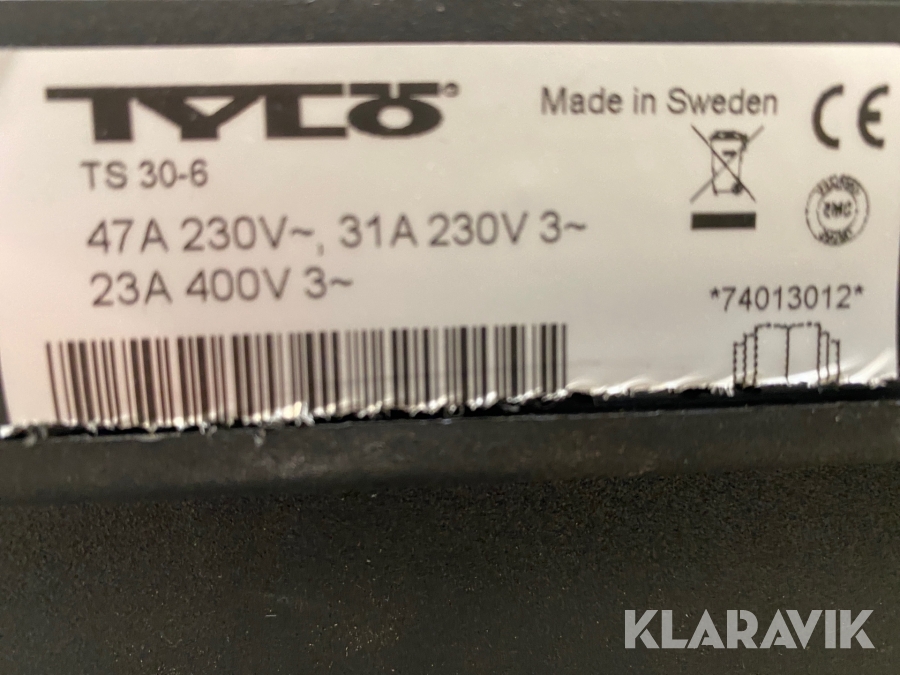 TYLÖ®
Made in Sweden
CE
TS 30-6
47A 230V~, 31A 230V 3~
23A 400V 3~
*74013012*
KLARAVIK